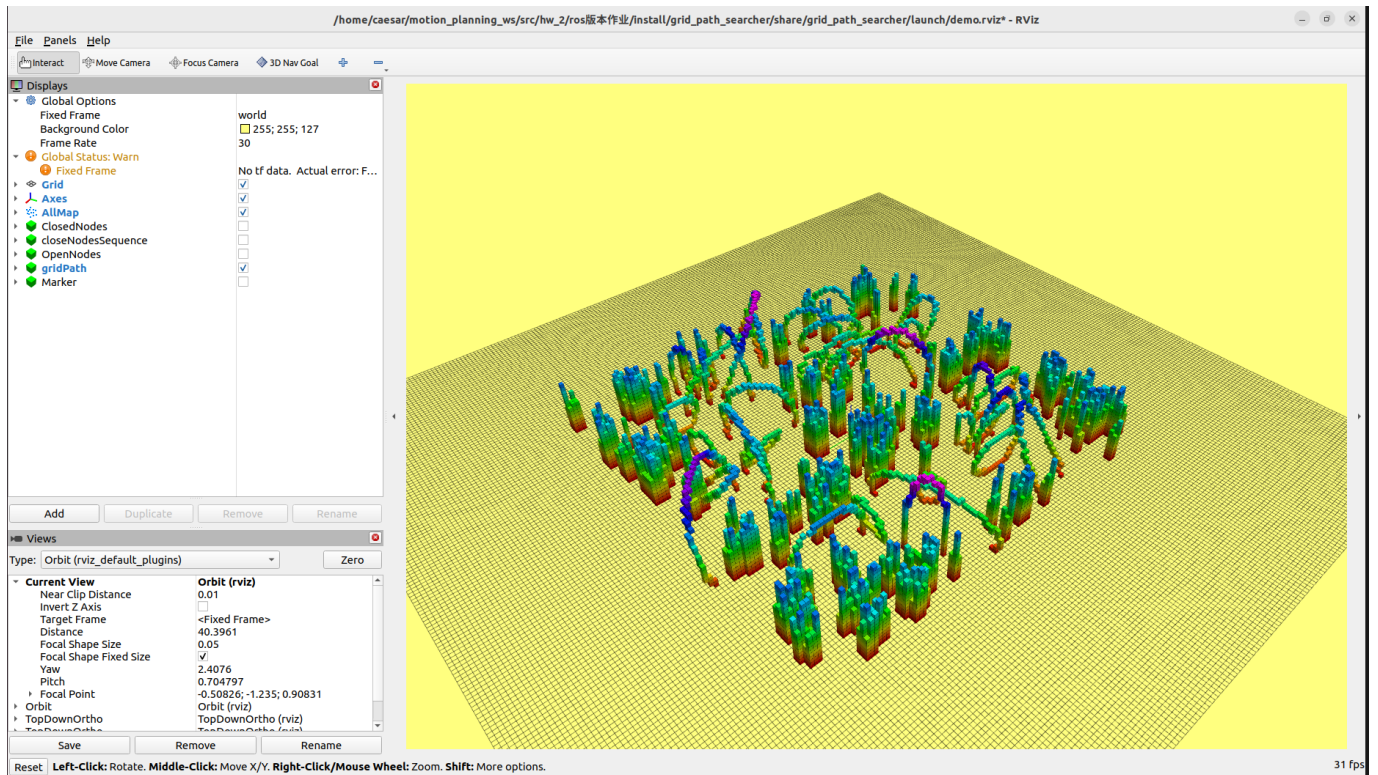 /home/caesar/motion_planning_ws/src/hw_2/ros版本作业/install/grid_path_searcher/share/grid_path_searcher/launch/demo.rviz* - RViz
File Panels Help
Interact Move Camera Focus Camera 3D Nav Goal
Displays
Global Options
Fixed Frame world
Background Color 255; 255; 127
Frame Rate 30
Global Status: Warn
Fixed Frame No tf data. Actual error: F...
Grid
Axes
AllMap
ClosedNodes
closeNodesSequence
OpenNodes
gridPath
Marker
Add Duplicate Remove Rename
Views
Type: Orbit (rviz_default_plugins) Zero
Current View Orbit (rviz)
Near Clip Distance 0.01
Invert Z Axis
Target Frame <Fixed Frame>
Distance 40.3961
Focal Shape Size 0.05
Focal Shape Fixed Size
Yaw 2.4076
Pitch 0.704797
Focal Point -0.50826; -1.235; 0.90831
Orbit Orbit (rviz)
TopDownOrtho TopDownOrtho (rviz)
TopDownOrtho TopDownOrtho (rviz)
Save Remove Rename
Reset Left-Click: Rotate. Middle-Click: Move X/Y. Right-Click/Mouse Wheel: Zoom. Shift: More options. 31 fps